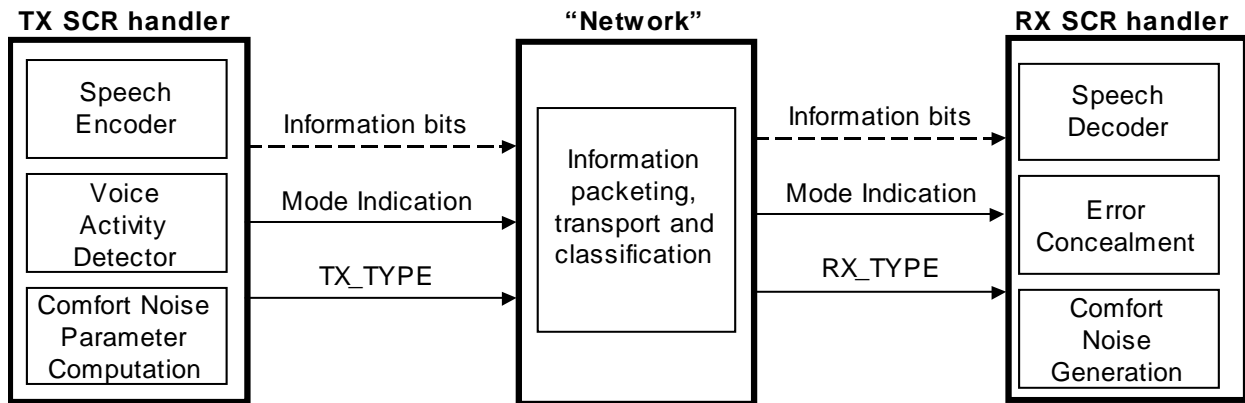 TX SCR handler
“Network”
RX SCR handler
Speech
Encoder
Voice
Activity
Detector
Comfort Noise
Parameter
Computation
Information bits
Mode Indication
TX_TYPE
Information
packeting,
transport and
classification
Information bits
Mode Indication
RX_TYPE
Speech
Decoder
Error
Concealment
Comfort
Noise
Generation